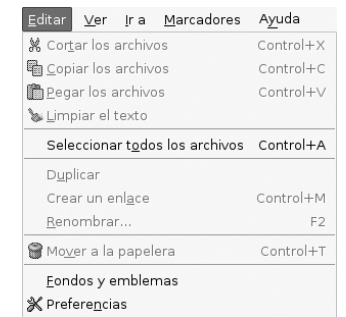 Editar Ver Ir a Marcadores Ayuda
Cortar los archivos Control+X
Copiar los archivos Control+C
Pegar los archivos Control+V
Limpiar el texto
Seleccionar todos los archivos Control+A
Duplicar
Crear un enlace Control+M
Renombrar... F2
Mover a la papelera Control+T
Fondos y emblemas
Preferencias